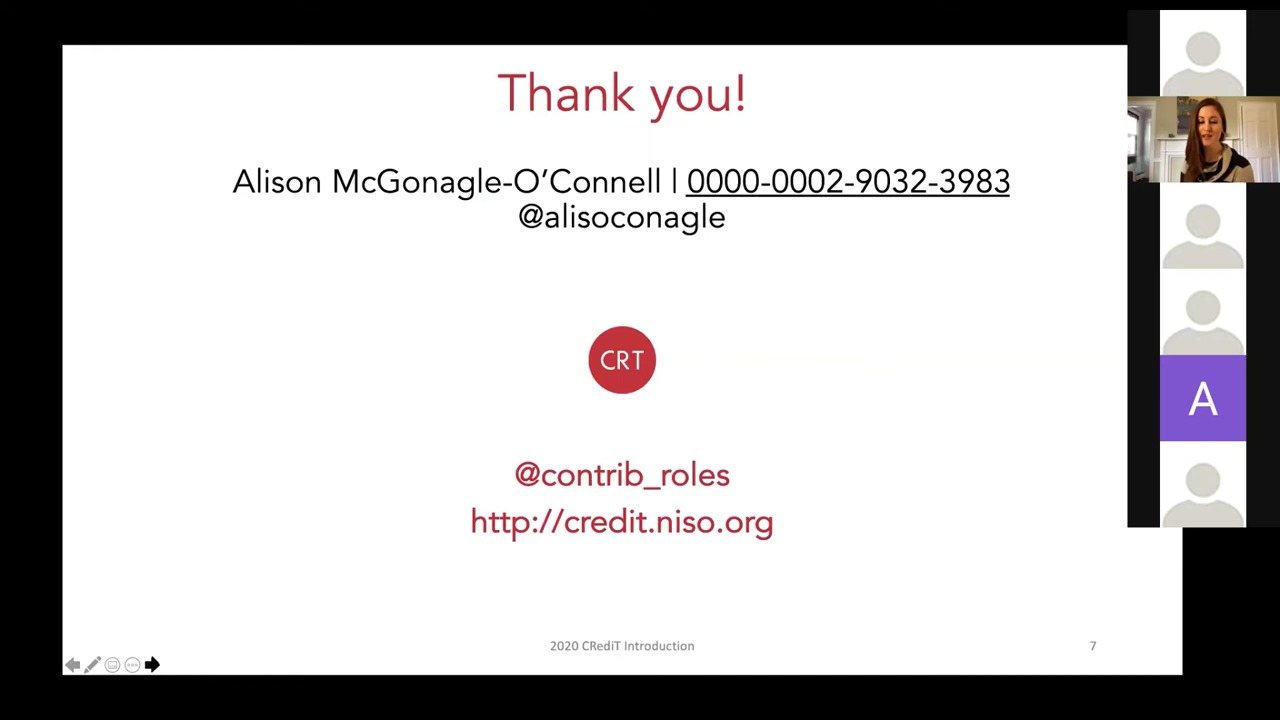 Thank you!
Alison McGonagle-O’Connell | 0000-0002-9032-3983
@alisoconagle
CRT
A
@contrib_roles
http://credit.niso.org
2020 CRediT Introduction
7